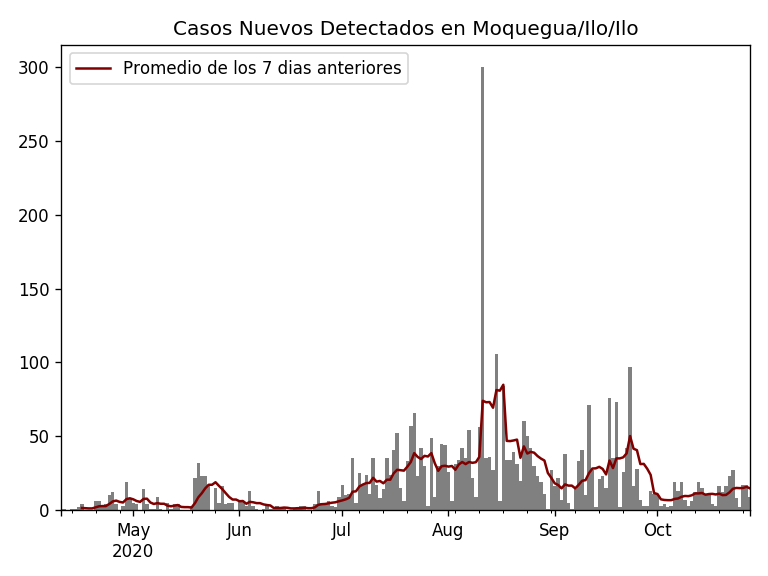 Casos Nuevos Detectados en Moquegua/Ilo/Ilo
Promedio de los 7 dias anteriores
300
250
200
150
100
50
0
May Jun Jul Aug Sep Oct
2020